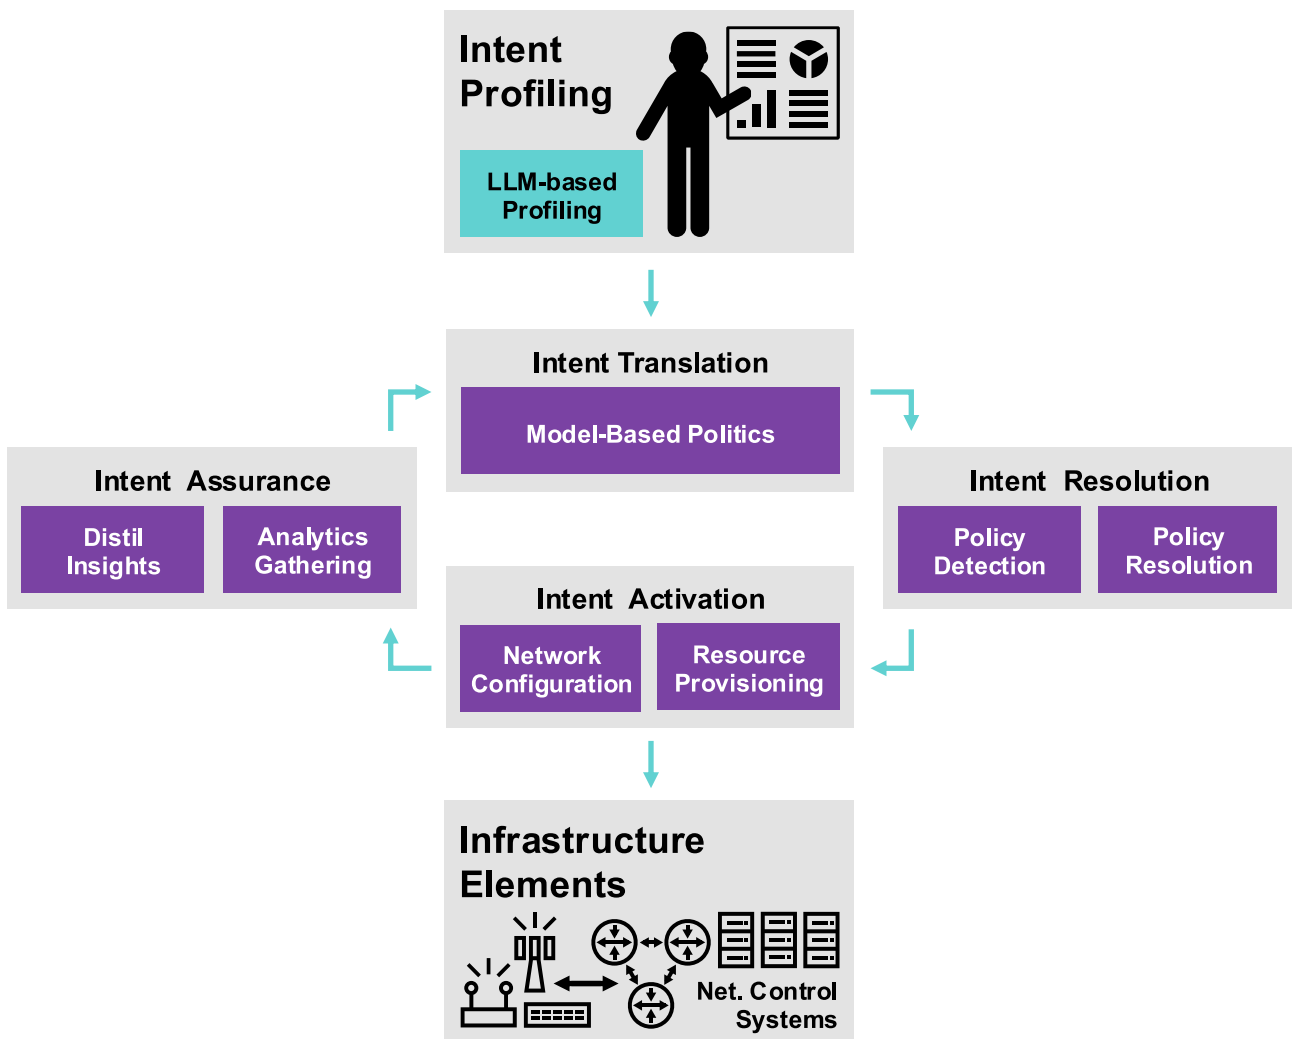 Intent
Profiling
LLM-based
Profiling
Intent Translation
Model-Based Politics
Intent Assurance
Distil
Insights
Analytics
Gathering
Intent Resolution
Policy
Detection
Policy
Resolution
Intent Activation
Network
Configuration
Resource
Provisioning
Infrastructure
Elements
Net. Control
Systems